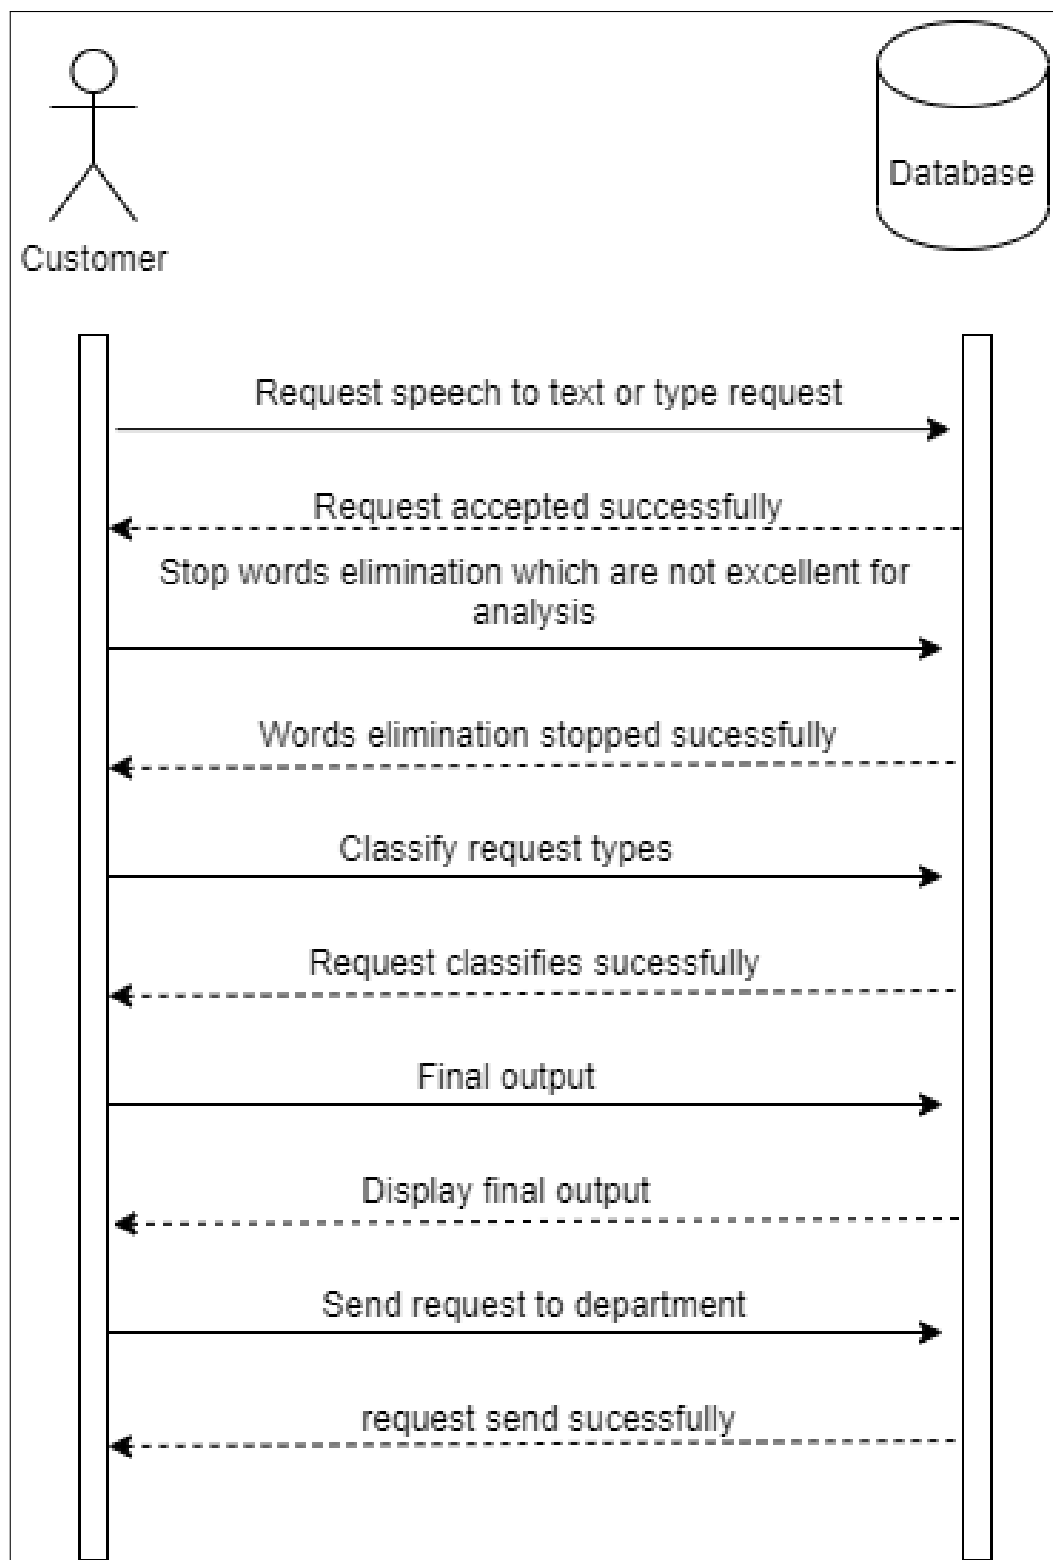 Customer
Database
Request speech to text or type request
Request accepted successfully
Stop words elimination which are not excellent for
analysis
Words elimination stopped sucessfully
Classify request types
Request classifies sucessfully
Final output
Display final output
Send request to department
request send sucessfully